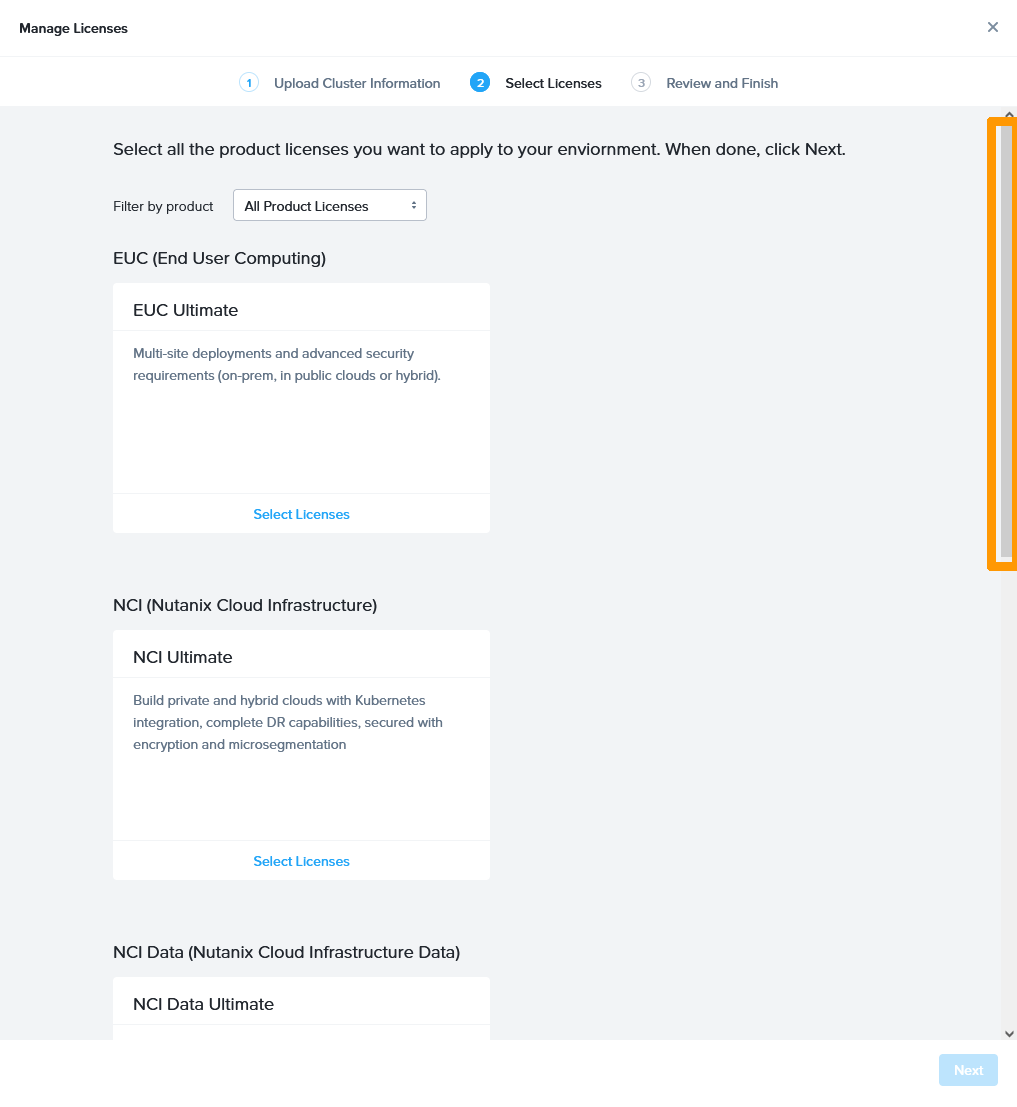 Manage Licenses
1 Upload Cluster Information 2 Select Licenses 3 Review and Finish
Select all the product licenses you want to apply to your enviornment. When done, click Next.
Filter by product All Product Licenses
EUC (End User Computing)
EUC Ultimate
Multi-site deployments and advanced security
requirements (on-prem, in public clouds or hybrid).
Select Licenses
NCI (Nutanix Cloud Infrastructure)
NCI Ultimate
Build private and hybrid clouds with Kubernetes
integration, complete DR capabilities, secured with
encryption and microsegmentation
Select Licenses
NCI Data (Nutanix Cloud Infrastructure Data)
NCI Data Ultimate
Next